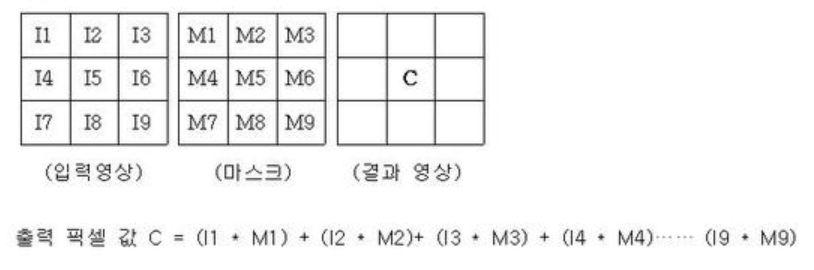 I1 I2 I3 M1 M2 M3
I4 I5 I6 M4 M5 M6 C
I7 I8 I9 M7 M8 M9
(입력영상) (마스크) (결과 영상)
출력 픽셀 값 C = (I1 * M1) + (I2 * M2)+ (I3 * M3) + (I4 * M4)…… (I9 * M9)